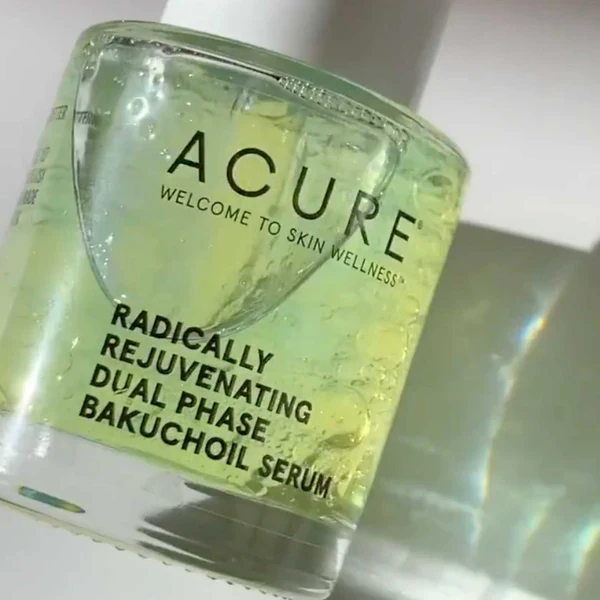 ACURE®
WELCOME TO SKIN WELLNESS™
RADICALLY
REJUVENATING
DUAL PHASE
BAKUCHOIL SERUM